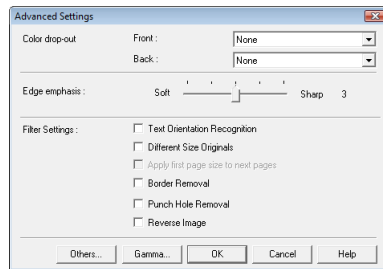 Advanced Settings
Color drop-out Front : None
Back : None
Edge emphasis : Soft Sharp 3
Filter Settings : Text Orientation Recognition
Different Size Originals
Apply first page size to next pages
Border Removal
Punch Hole Removal
Reverse Image
Others... Gamma... OK Cancel Help